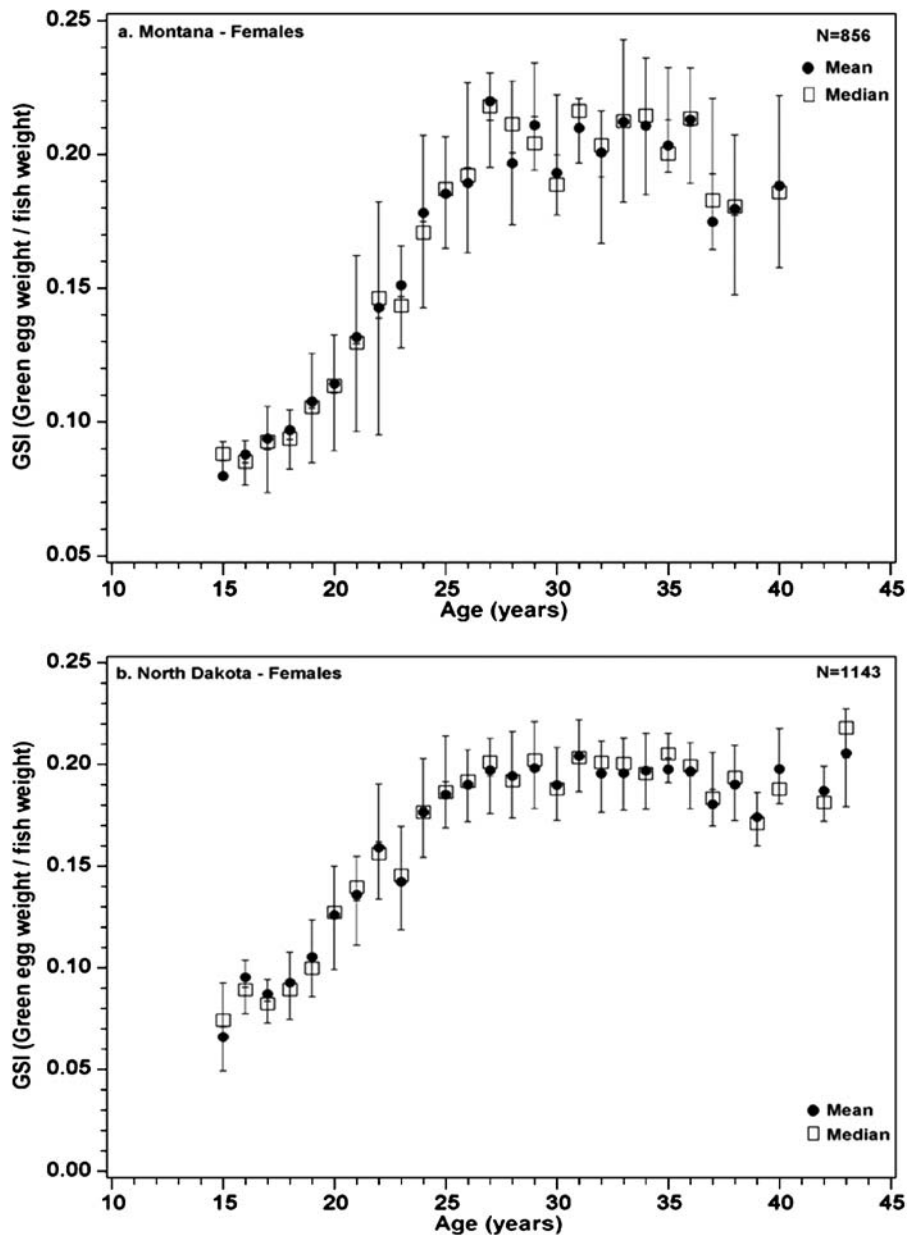 a. Montana - Females
N=856
Mean
Median
0.25
0.20
0.15
0.10
0.05
GSI (Green egg weight / fish weight)
10 15 20 25 30 35 40 45
Age (years)
b. North Dakota - Females
N=1143
0.25
0.20
0.15
0.10
0.05
0.00
GSI (Green egg weight / fish weight)
Mean
Median
10 15 20 25 30 35 40 45
Age (years)